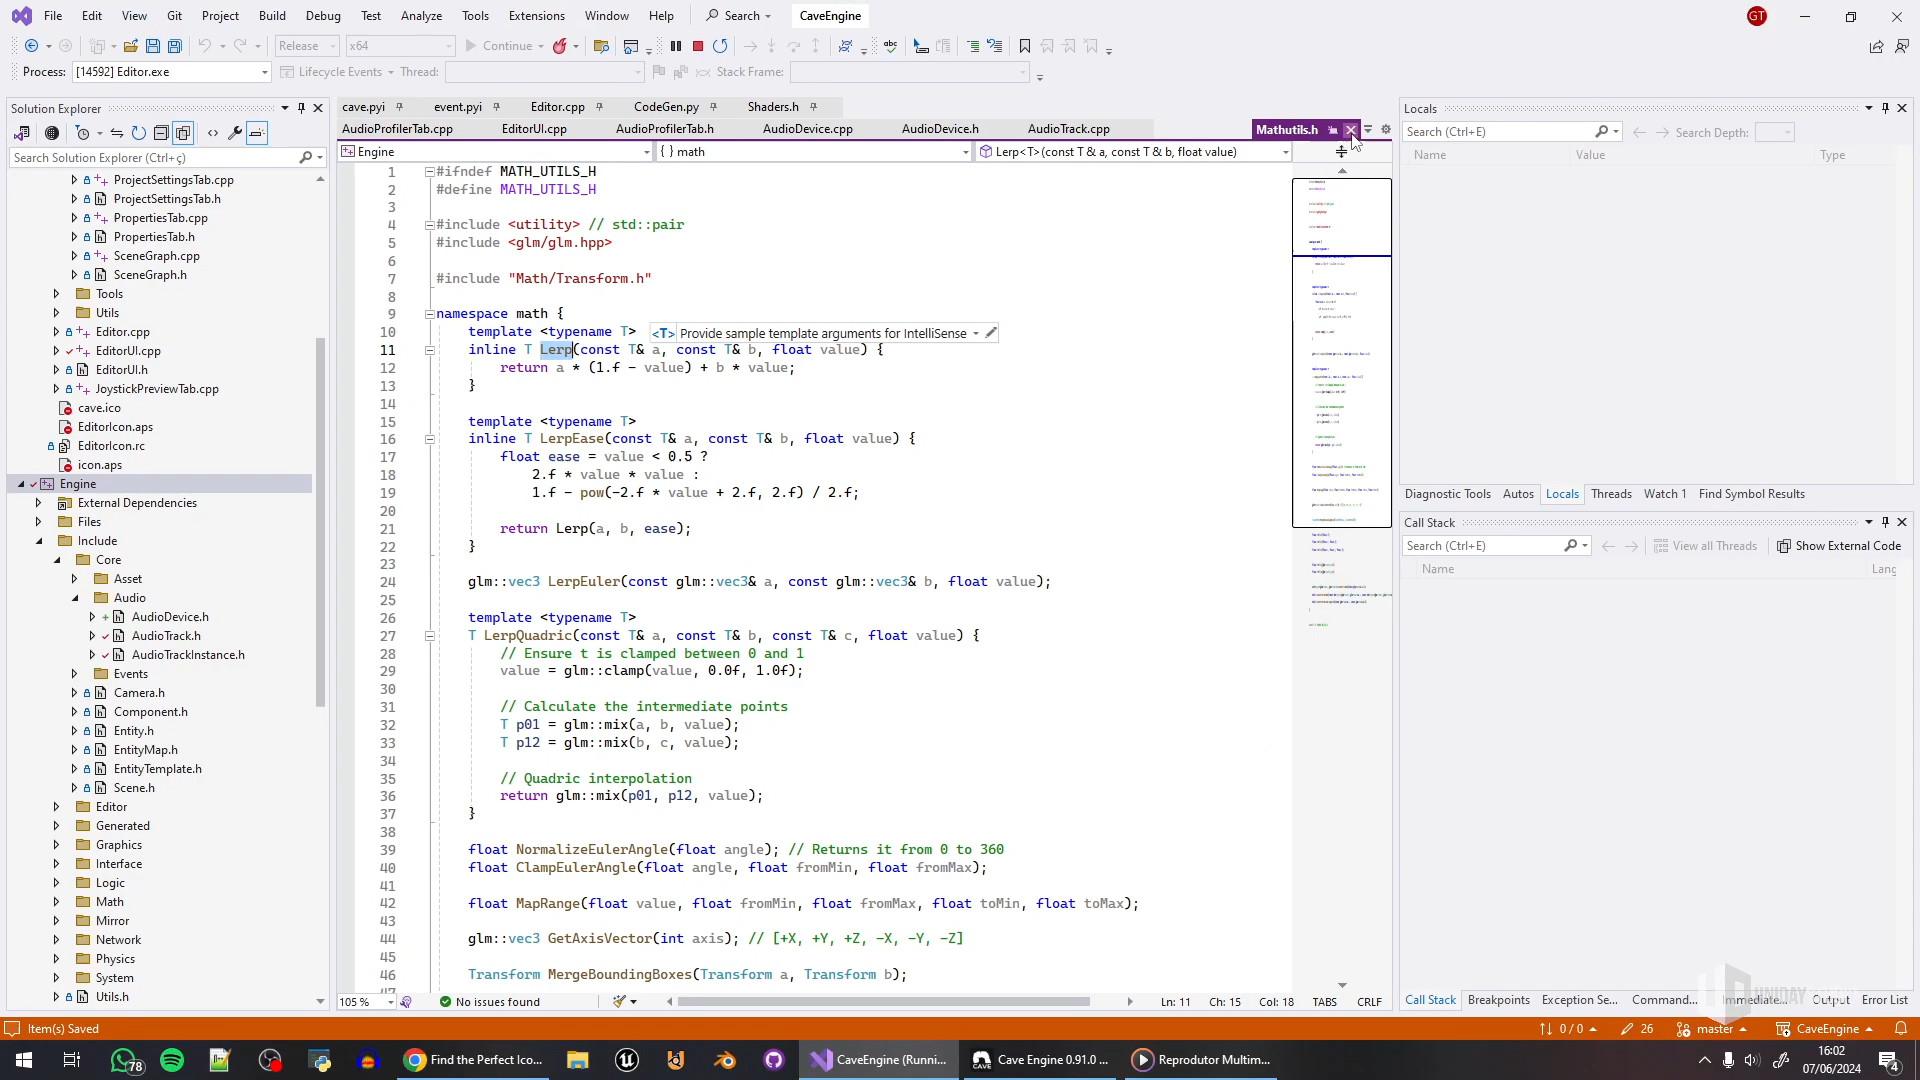 File Edit View Git Project Build Debug Test Analyze Tools Extensions Window Help Search CaveEngine GT
Release x64 Continue
Process: [14592] Editor.exe Lifecycle Events Thread: Stack Frame:
Solution Explorer
Search Solution Explorer (Ctrl+ç)
ProjectSettingsTab.cpp
ProjectSettingsTab.h
PropertiesTab.cpp
PropertiesTab.h
SceneGraph.cpp
SceneGraph.h
Tools
Utils
Editor.cpp
EditorUI.cpp
EditorUI.h
JoystickPreviewTab.cpp
cave.ico
EditorIcon.aps
EditorIcon.rc
icon.aps
Engine
External Dependencies
Files
Include
Core
Asset
Audio
AudioDevice.h
AudioTrack.h
AudioTrackInstance.h
Events
Camera.h
Component.h
Entity.h
EntityMap.h
EntityTemplate.h
Scene.h
Editor
Generated
Graphics
Interface
Logic
Math
Mirror
Network
Physics
System
Utils.h
cave.pyi event.pyi Editor.cpp CodeGen.py Shaders.h
AudioProfilerTab.cpp EditorUI.cpp AudioProfilerTab.h AudioDevice.cpp AudioDevice.h AudioTrack.cpp Mathutils.h
Engine { } math Lerp<T>(const T & a, const T & b, float value)
1 #ifndef MATH_UTILS_H
2 #define MATH_UTILS_H
3
4 #include <utility> // std::pair
5 #include <glm/glm.hpp>
6
7 #include "Math/Transform.h"
8
9 namespace math {
10 template <typename T> <T> Provide sample template arguments for IntelliSense
11 inline T Lerp(const T& a, const T& b, float value) {
12 return a * (1.f - value) + b * value;
13 }
14
15 template <typename T>
16 inline T LerpEase(const T& a, const T& b, float value) {
17 float ease = value < 0.5 ?
18 2.f * value * value :
19 1.f - pow(-2.f * value + 2.f, 2.f) / 2.f;
20
21 return Lerp(a, b, ease);
22 }
23
24 glm::vec3 LerpEuler(const glm::vec3& a, const glm::vec3& b, float value);
25
26 template <typename T>
27 T LerpQuadric(const T& a, const T& b, const T& c, float value) {
28 // Ensure t is clamped between 0 and 1
29 value = glm::clamp(value, 0.0f, 1.0f);
30
31 // Calculate the intermediate points
32 T p01 = glm::mix(a, b, value);
33 T p12 = glm::mix(b, c, value);
34
35 // Quadric interpolation
36 return glm::mix(p01, p12, value);
37 }
38
39 float NormalizeEulerAngle(float angle); // Returns it from 0 to 360
40 float ClampEulerAngle(float angle, float fromMin, float fromMax);
41
42 float MapRange(float value, float fromMin, float fromMax, float toMin, float toMax);
43
44 glm::vec3 GetAxisVector(int axis); // [+X, +Y, +Z, -X, -Y, -Z]
45
46 Transform MergeBoundingBoxes(Transform a, Transform b);
47
105 % No issues found Ln: 11 Ch: 15 Col: 18 TABS CRLF
Locals
Search (Ctrl+E) Search Depth:
Name Value Type
Diagnostic Tools Autos Locals Threads Watch 1 Find Symbol Results
Call Stack
Search (Ctrl+E) View all Threads Show External Code
Name Lang
Call Stack Breakpoints Exception Se... Command... Immediate... Output Error List
Item(s) Saved 0 / 0 26 master CaveEngine
78 Find the Perfect Ico... CaveEngine (Runni... Cave Engine 0.91.0 ... CAVE Reprodutor Multim... 16:02
07/06/2024 4